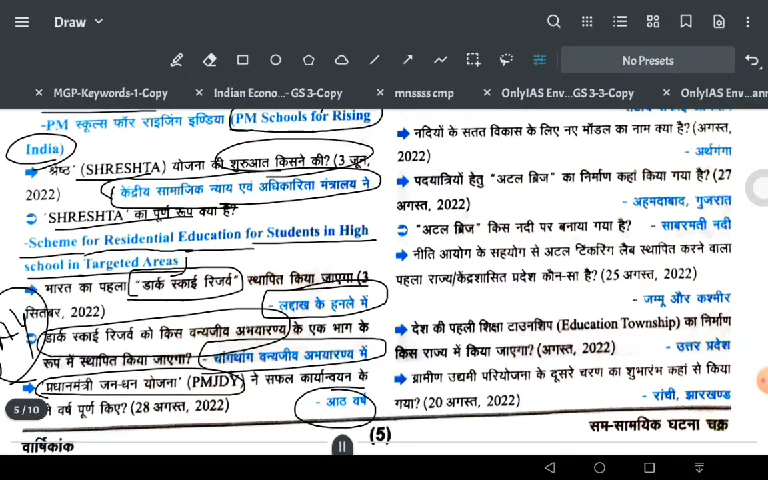 Draw
No Presets
MGP-Keywords-1-Copy
Indian Econo...-GS 3-Copy
mnssss cmp
OnlyIAS Env...GS 3-3-Copy
OnlyIAS Env...ann
-PM स्कूल्स फॉर राइजिंग इण्डिया (PM Schools for Rising
India)
श्रेष्ठ' (SHRESHTA) योजना की शुरुआत किसने की? (3 जून,
2022) केंद्रीय सामाजिक न्याय एवं अधिकारिता मंत्रालय ने
'SHRESHTA' का पूर्ण रूप क्या है?
-Scheme for Residential Education for Students in High
school in Targeted Areas
भारत का पहला "डार्क स्काई रिजर्व" स्थापित किया जाएगा (3
सितंबर, 2022) - लद्दाख के हनले में
डार्क स्काई रिजर्व को किस वन्यजीव अभयारण्य के एक भाग के
रूप में स्थापित किया जाएगा? - चांगथांग वन्यजीव अभयारण्य में
प्रधानमंत्री जन-धन योजना' (PMJDY) ने सफल कार्यान्वयन के
ने वर्ष पूर्ण किए? (28 अगस्त, 2022) - आठ वर्ष
नदियों के सतत विकास के लिए नए मॉडल का नाम क्या है? (अगस्त,
2022) - अर्थगंगा
पदयात्रियों हेतु "अटल ब्रिज" का निर्माण कहां किया गया है? (27
अगस्त, 2022) - अहमदाबाद, गुजरात
"अटल ब्रिज" किस नदी पर बनाया गया है? - साबरमती नदी
नीति आयोग के सहयोग से अटल टिंकरिंग लैब स्थापित करने वाला
पहला राज्य/केंद्रशासित प्रदेश कौन-सा है? (25 अगस्त, 2022)
- जम्मू और कश्मीर
देश की पहली शिक्षा टाउनशिप (Education Township) का निर्माण
किस राज्य में किया जाएगा? (अगस्त, 2022) - उत्तर प्रदेश
ग्रामीण उद्यमी परियोजना के दूसरे चरण का शुभारंभ कहां से किया
गया? (20 अगस्त, 2022) - रांची, झारखण्ड
5 / 10
वार्षिकांक
(5)
सम-सामयिक घटना चक्र